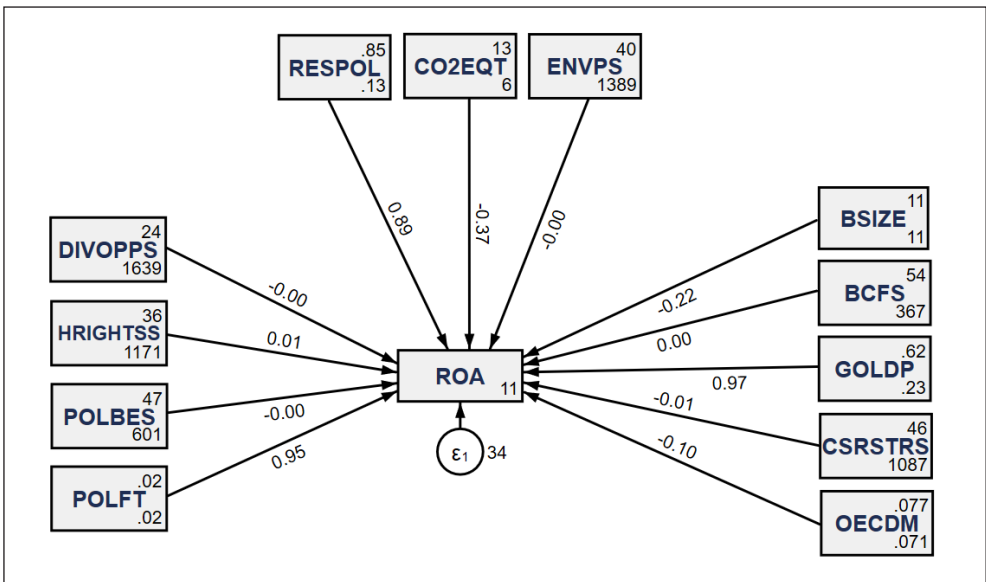 .85
RESPOL
.13
13
CO2EQT
6
40
ENVPS
1389
0.89
-0.37
-0.00
24
DIVOPPS
1639
36
HRIGHTSS
1171
47
POLBES
601
.02
POLFT
.02
-0.00
0.01
-0.00
0.95
ROA
11
ε1
34
11
BSIZE
11
54
BCFS
367
.62
GOLDP
.23
46
CSRSTRS
1087
.077
OECDM
.071
-0.22
0.00
0.97
-0.01
-0.10